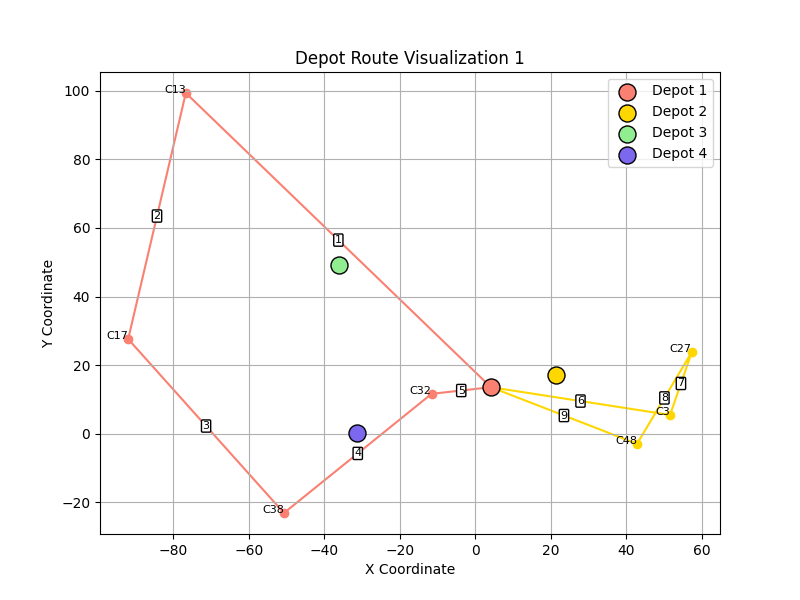 Depot Route Visualization 1
Depot 1
Depot 2
Depot 3
Depot 4
Y Coordinate
100
80
60
40
20
0
−20
C13
2
1
C17
C27
7
C32
5
8
6
C3
9
3
C48
4
C38
−80
−60
−40
−20
0
20
40
60
X Coordinate